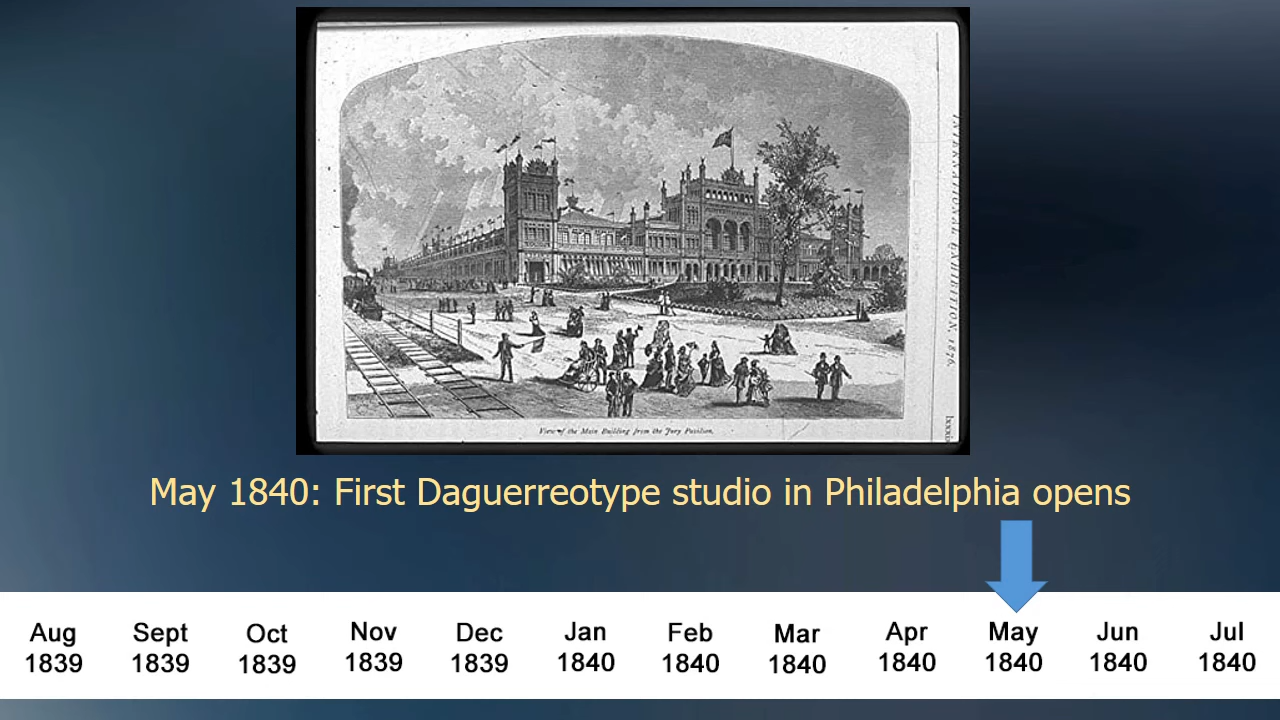 INTERNATIONAL EXHIBITION, 1876.
View of the Main Building from the Jury Pavilion.
May 1840: First Daguerreotype studio in Philadelphia opens
Aug Sept Oct Nov Dec Jan Feb Mar Apr May Jun Jul
1839 1839 1839 1839 1839 1840 1840 1840 1840 1840 1840 1840